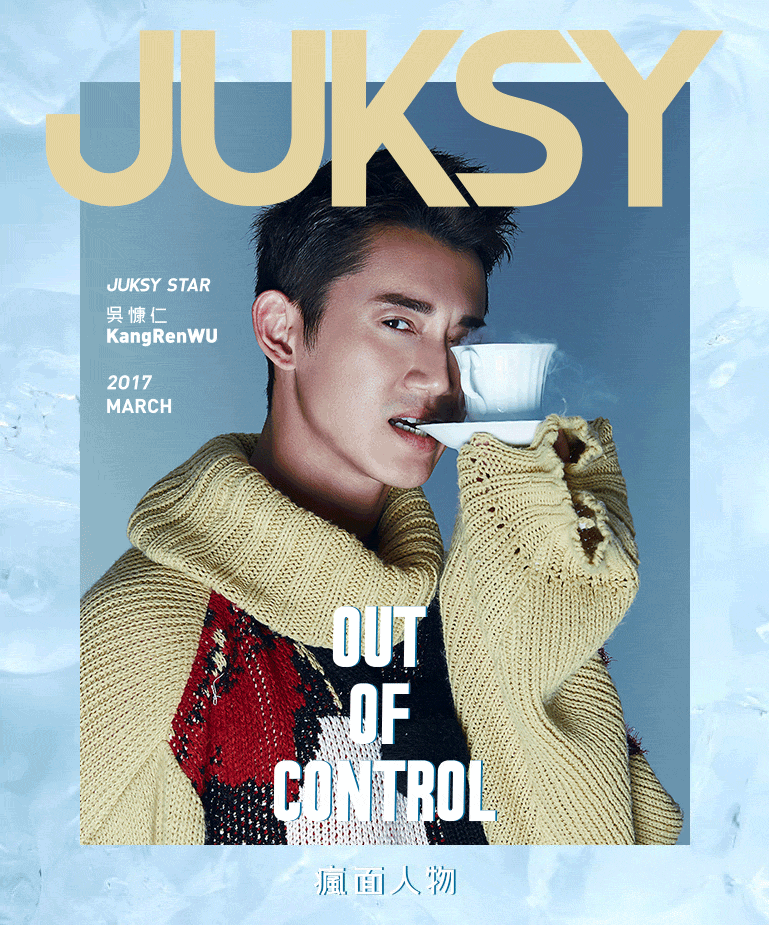 JUKSY
JUKSY STAR
吳慷仁
KangRenWU
2017
MARCH
OUT
OF
CONTROL
瘋面人物